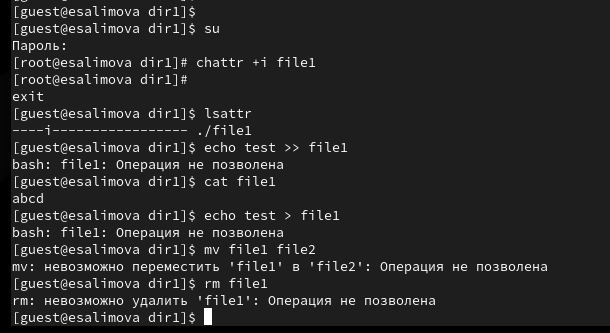 [guest@esalimova dir1]$
[guest@esalimova dir1]$ su
Пароль:
[root@esalimova dir1]# chattr +i file1
[root@esalimova dir1]#
exit
[guest@esalimova dir1]$ lsattr
----i----------------- ./file1
[guest@esalimova dir1]$ echo test >> file1
bash: file1: Операция не позволена
[guest@esalimova dir1]$ cat file1
abcd
[guest@esalimova dir1]$ echo test > file1
bash: file1: Операция не позволена
[guest@esalimova dir1]$ mv file1 file2
mv: невозможно переместить 'file1' в 'file2': Операция не позволена
[guest@esalimova dir1]$ rm file1
rm: невозможно удалить 'file1': Операция не позволена
[guest@esalimova dir1]$